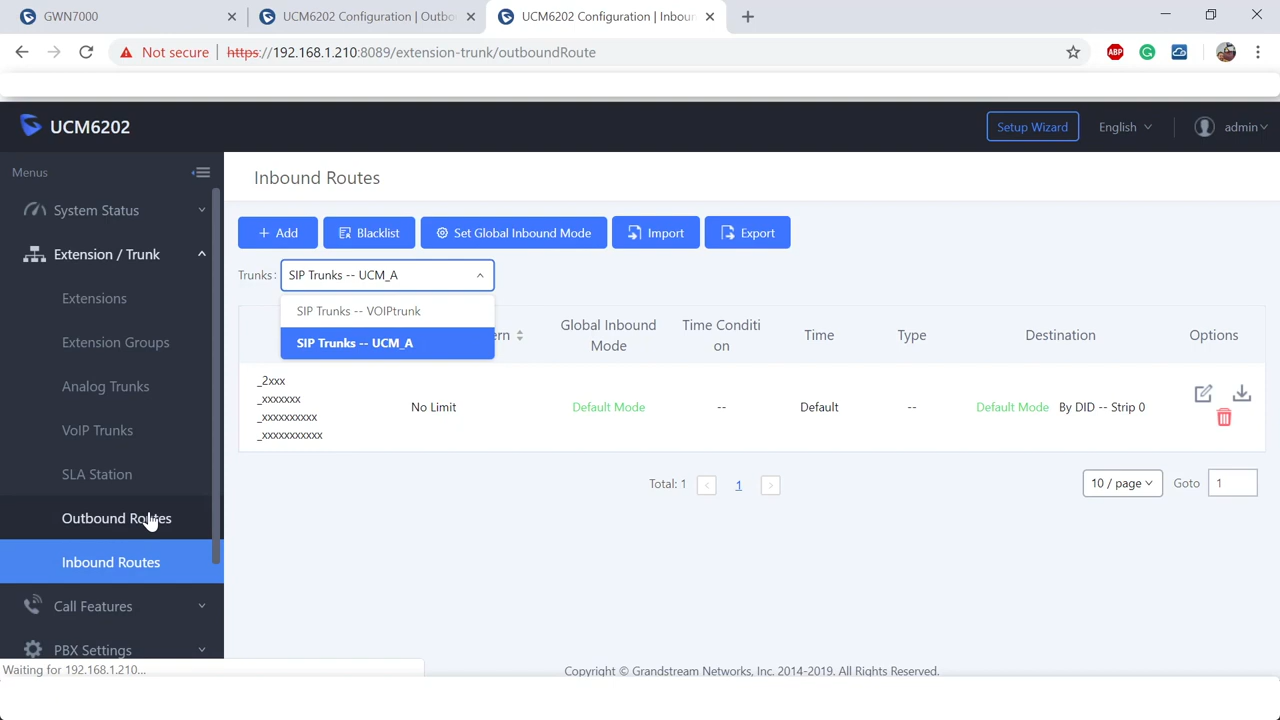 GWN7000
UCM6202 Configuration | Outbo
UCM6202 Configuration | Inboun
Not secure
https://192.168.1.210:8089/extension-trunk/outboundRoute
ABP
UCM6202
Setup Wizard
English
admin
Menus
System Status
Extension / Trunk
Extensions
Extension Groups
Analog Trunks
VoIP Trunks
SLA Station
Outbound Routes
Inbound Routes
Call Features
PBX Settings
Waiting for 192.168.1.210...
Inbound Routes
+ Add
Blacklist
Set Global Inbound Mode
Import
Export
Trunks:
SIP Trunks -- UCM_A
SIP Trunks -- VOIPtrunk
SIP Trunks -- UCM_A
rn
Global Inbound
Mode
Time Conditi
on
Time
Type
Destination
Options
_2xxx
_xxxxxxx
_xxxxxxxxxx
_xxxxxxxxxxx
No Limit
Default Mode
--
Default
--
Default Mode By DID -- Strip 0
Total: 1
<
1
>
10 / page
Goto
1
Copyright © Grandstream Networks, Inc. 2014-2019. All Rights Reserved.